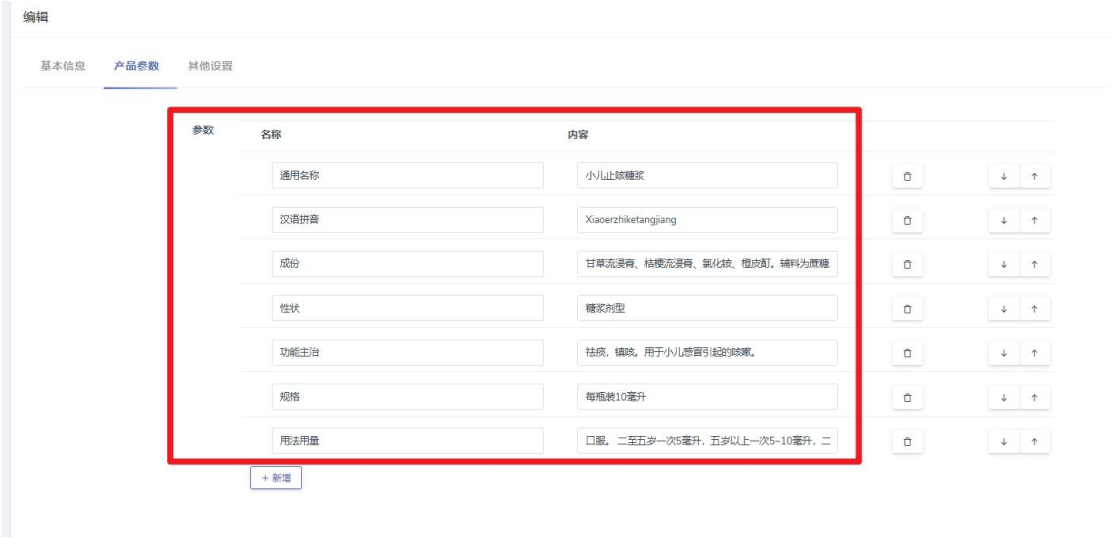 编辑
基本信息 产品参数 其他设置
参数 名称 内容
通用名称 小儿止咳糖浆
汉语拼音 Xiaoerzhiketangjiang
成份 甘草流浸膏、桔梗流浸膏、氯化铵、橙皮酊。辅料为蔗糖
性状 糖浆剂型
功能主治 祛痰，镇咳。用于小儿感冒引起的咳嗽。
规格 每瓶装10毫升
用法用量 口服。 二至五岁一次5毫升，五岁以上一次5~10毫升，二
+ 新增